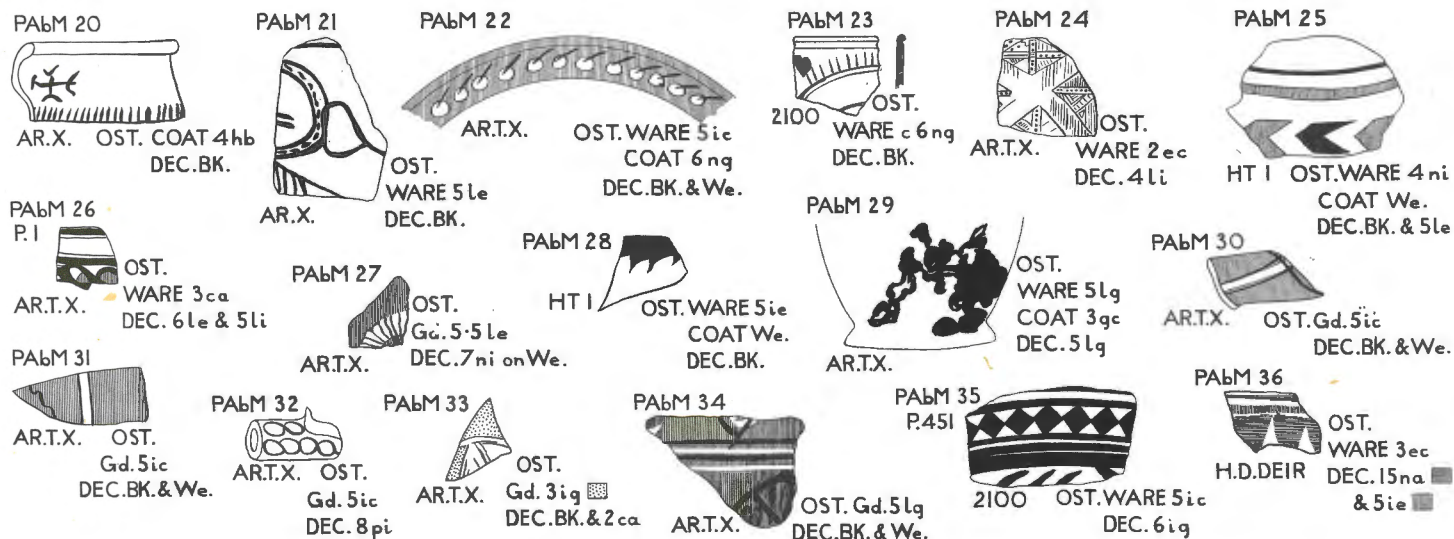 PAbM 20
AR.X. OST. COAT 4hb
DEC.BK.
PAbM 21
OST.
WARE 5le
AR.X. DEC.BK.
PAbM 22
AR.T.X. OST.WARE 5ic
COAT 6ng
DEC.BK.& We.
PAbM 23
OST.
2100 WARE c 6ng
DEC.BK.
PAbM 24
OST.
AR.T.X. WARE 2ec
DEC. 4li
PAbM 25
HT I OST.WARE 4ni
COAT We.
DEC.BK. & 5le
PAbM 26
P.I
OST.
AR.T.X. WARE 3ca
DEC. 6le & 5li
PAbM 27
OST.
Gd.5·5le
AR.T.X. DEC.7ni on We.
PAbM 28
HT I OST.WARE 5ie
COAT We.
DEC.BK.
PAbM 29
OST.
WARE 5lg
COAT 3gc
AR.T.X. DEC.5lg
PAbM 30
AR.T.X. OST.Gd.5ic
DEC.BK.& We.
PAbM 31
AR.T.X. OST.
Gd.5ic
DEC.BK.& We.
PAbM 32
AR.T.X. OST.
Gd.5ic
DEC. 8pi
PAbM 33
OST.
AR.T.X. Gd. 3ig
DEC.BK.& 2ca
PAbM 34
AR.T.X. OST.Gd.5lg
DEC.BK.& We.
PAbM 35
P.451
2100 OST.WARE 5ic
DEC. 6ig
PAbM 36
OST.
WARE 3ec
H.D.DEIR DEC.15na
& 5ie